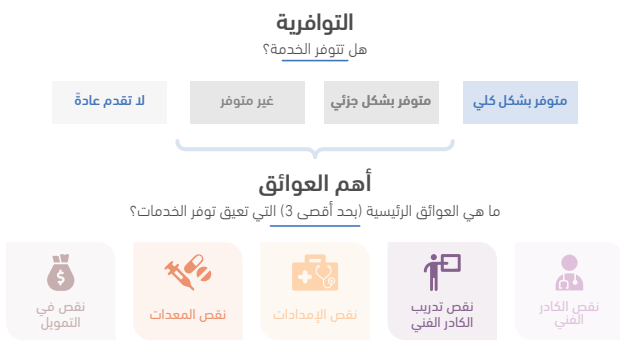 التوافرية
هل تتوفر الخدمة؟
متوفر بشكل كلي
متوفر بشكل جزئي
غير متوفر
لا تقدم عادةً
أهم العوائق
ما هي العوائق الرئيسية (بحد أقصى 3) التي تعيق توفر الخدمات؟
نقص الكادر
الفني
نقص تدريب
الكادر الفني
نقص الإمدادات
نقص المعدات
نقص في
التمويل